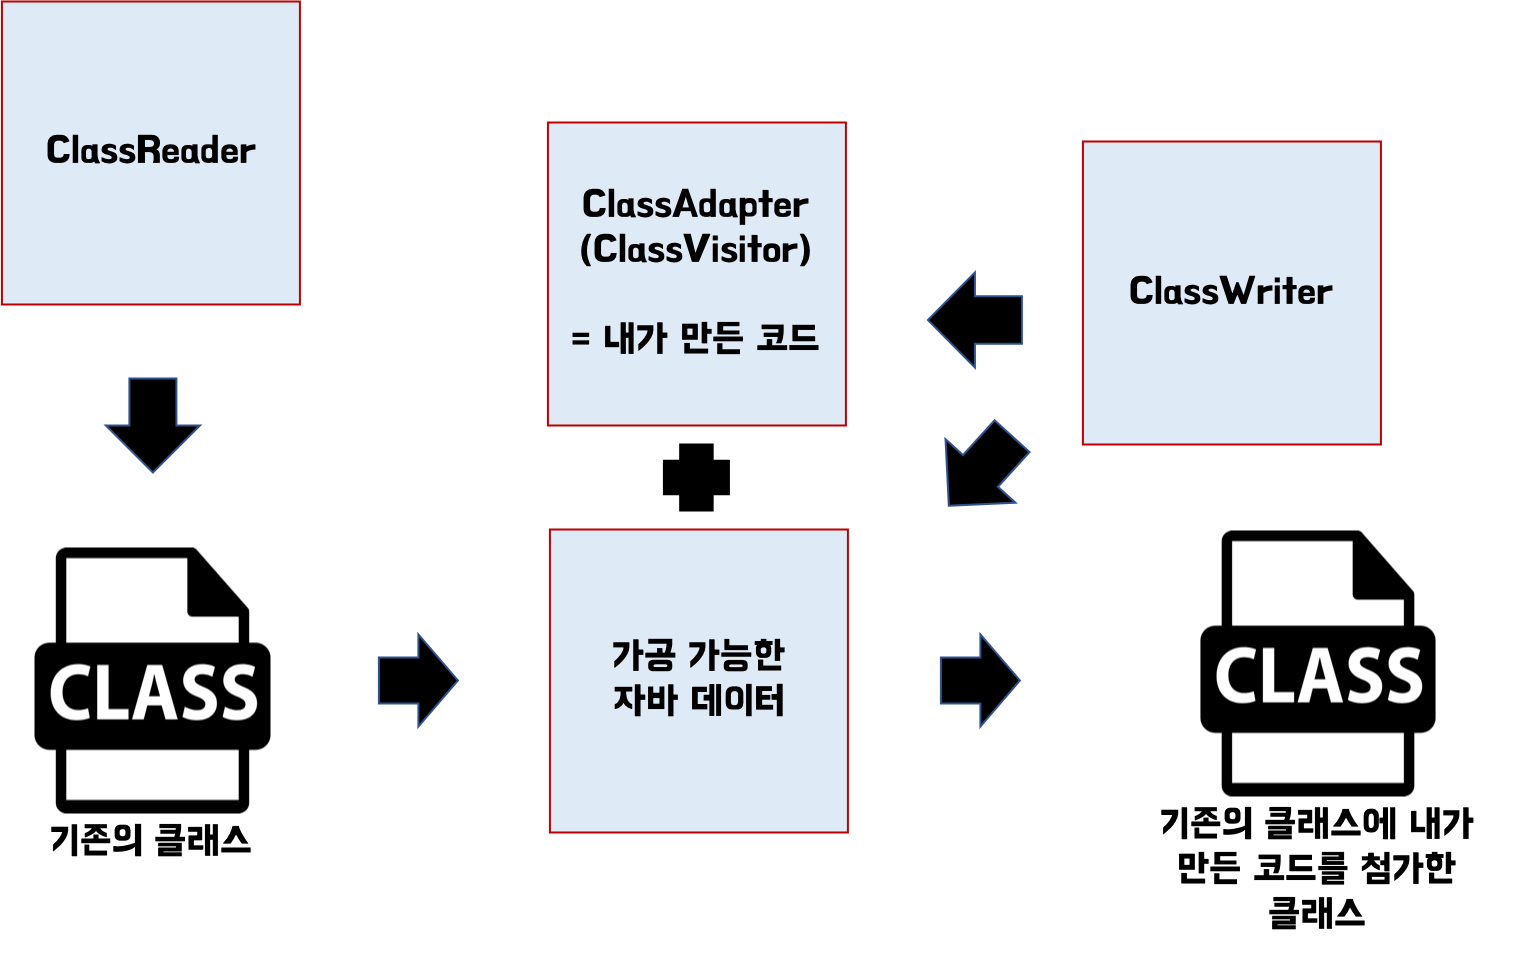 ClassReader
ClassAdapter
(ClassVisitor)
= 내가 만든 코드
ClassWriter
CLASS
기존의 클래스
가공 가능한
자바 데이터
CLASS
기존의 클래스에 내가
만든 코드를 첨가한
클래스